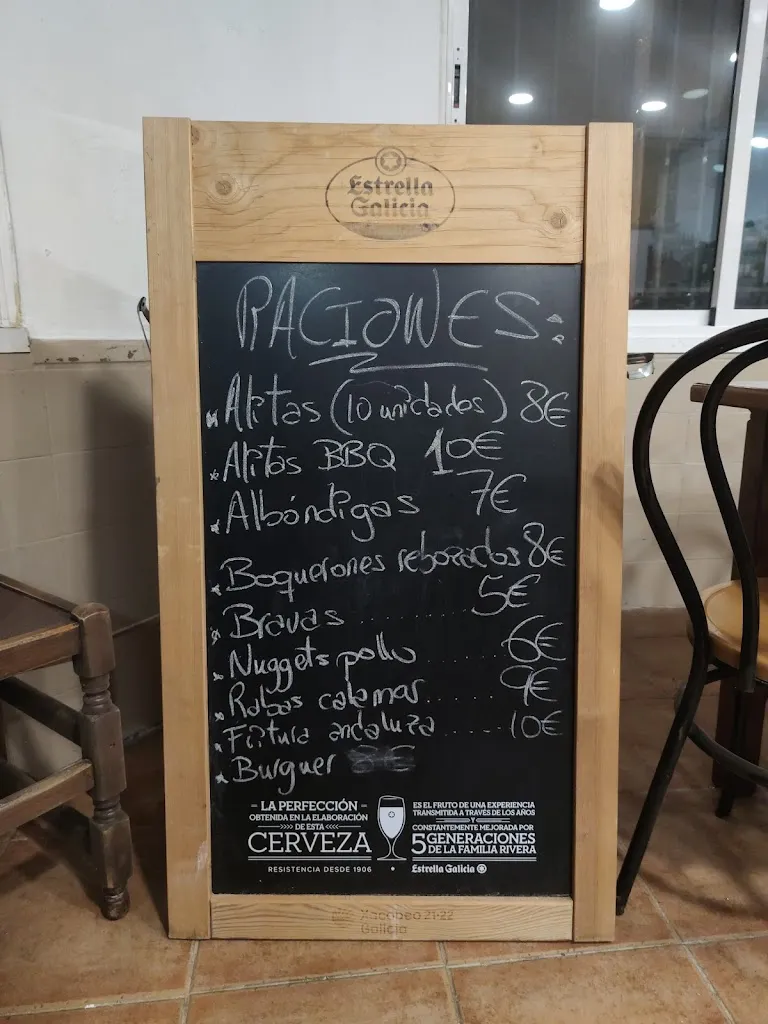 Estrella
Galicia
RACIONES:
Alitas (10 unidades) 8€
Alitas BBQ 10€
Albóndigas 7€
Boquerones rebozados 8€
Bravas ......... 5€
Nuggets pollo ...... 6€
Rabas calamar... 9€
Fritura andaluza ..... 10€
Burguer
- LA PERFECCIÓN -
OBTENIDA EN LA ELABORACIÓN
>>>> DE ESTA <<<<
CERVEZA
RESISTENCIA DESDE 1906
ES EL FRUTO DE UNA EXPERIENCIA
TRANSMITIDA A TRAVÉS DE LOS AÑOS
Y
CONSTANTEMENTE MEJORADA POR
5 GENERACIONES
DE LA FAMILIA RIVERA
Estrella Galicia
Xacobeo 21·22
Galicia